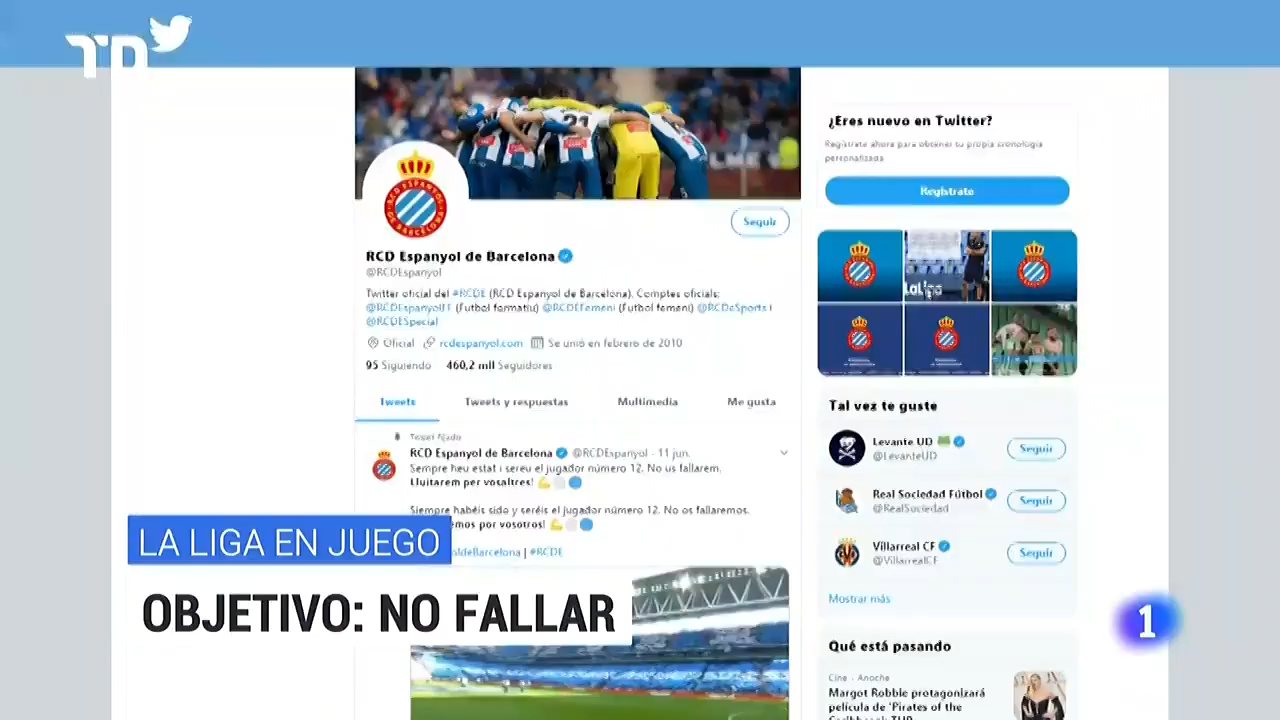 TD
21
¿Eres nuevo en Twitter?
Regístrate ahora para obtener tu propia cronología
personalizada
Regístrate
RCD ESPANYOL
DE BARCELONA
Seguir
RCD Espanyol de Barcelona
@RCDEspanyol
Twitter oficial del #RCDE (RCD Espanyol de Barcelona). Comptes oficials:
(Futbol formatiu) @RCDEfemeni (Futbol femení) @RCDeSports i
@RCDESpecial
Oficial rcdespanyol.com Se unió en febrero de 2010
95 Siguiendo 460,2 mil Seguidores
Tweets Tweets y respuestas Multimedia Me gusta
Tweet fijado
RCD Espanyol de Barcelona @RCDEspanyol · 11 jun.
Sempre heu estat i sereu el jugador número 12. No us fallarem.
Lluitarem per vosaltres! 💪⚪🔵
Siempre habéis sido y seréis el jugador número 12. No os fallaremos.
emos por vosotros! 💪⚪🔵
oldeBarcelona | #RCDE
LaLiga
Tal vez te guste
Levante UD 🐸
@LevanteUD
Seguir
Real Sociedad Fútbol
@RealSociedad
Seguir
Villarreal CF
@VillarrealCF
Seguir
Mostrar más
Qué está pasando
Cine · Anoche
Margot Robbie protagonizará
película de 'Pirates of the
LA LIGA EN JUEGO
OBJETIVO: NO FALLAR
1